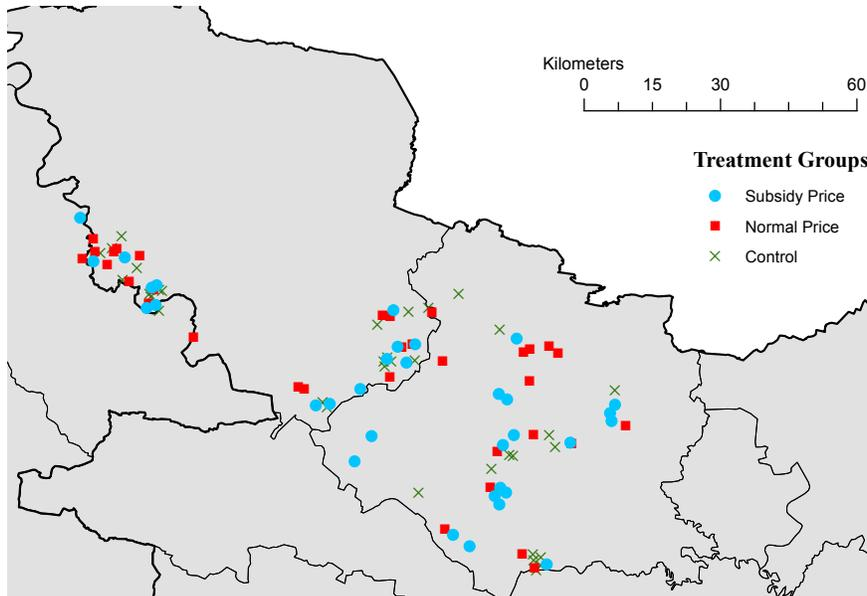 Kilometers
0 15 30 60
Treatment Groups
Subsidy Price
Normal Price
Control